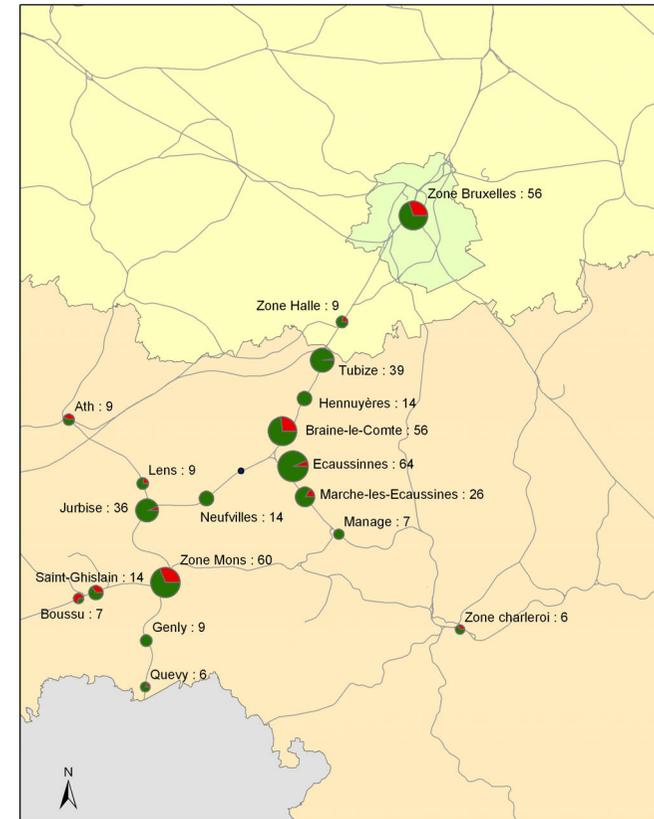 Zone Bruxelles : 56
Zone Halle : 9
Tubize : 39
Ath : 9
Hennuyères : 14
Braine-le-Comte : 56
Lens : 9
Ecaussinnes : 64
Jurbise : 36
Marche-les-Ecaussines : 26
Neufvilles : 14
Manage : 7
Zone Mons : 60
Saint-Ghislain : 14
Boussu : 7
Zone charleroi : 6
Genly : 9
Quevy : 6
N